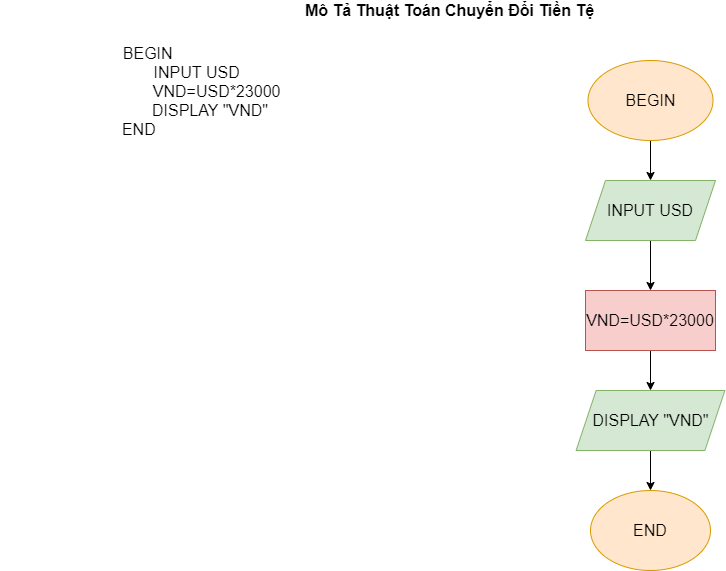 Mô Tả Thuật Toán Chuyển Đổi Tiền Tệ
BEGIN
INPUT USD
VND=USD*23000
DISPLAY "VND"
END
BEGIN
INPUT USD
VND=USD*23000
DISPLAY "VND"
END